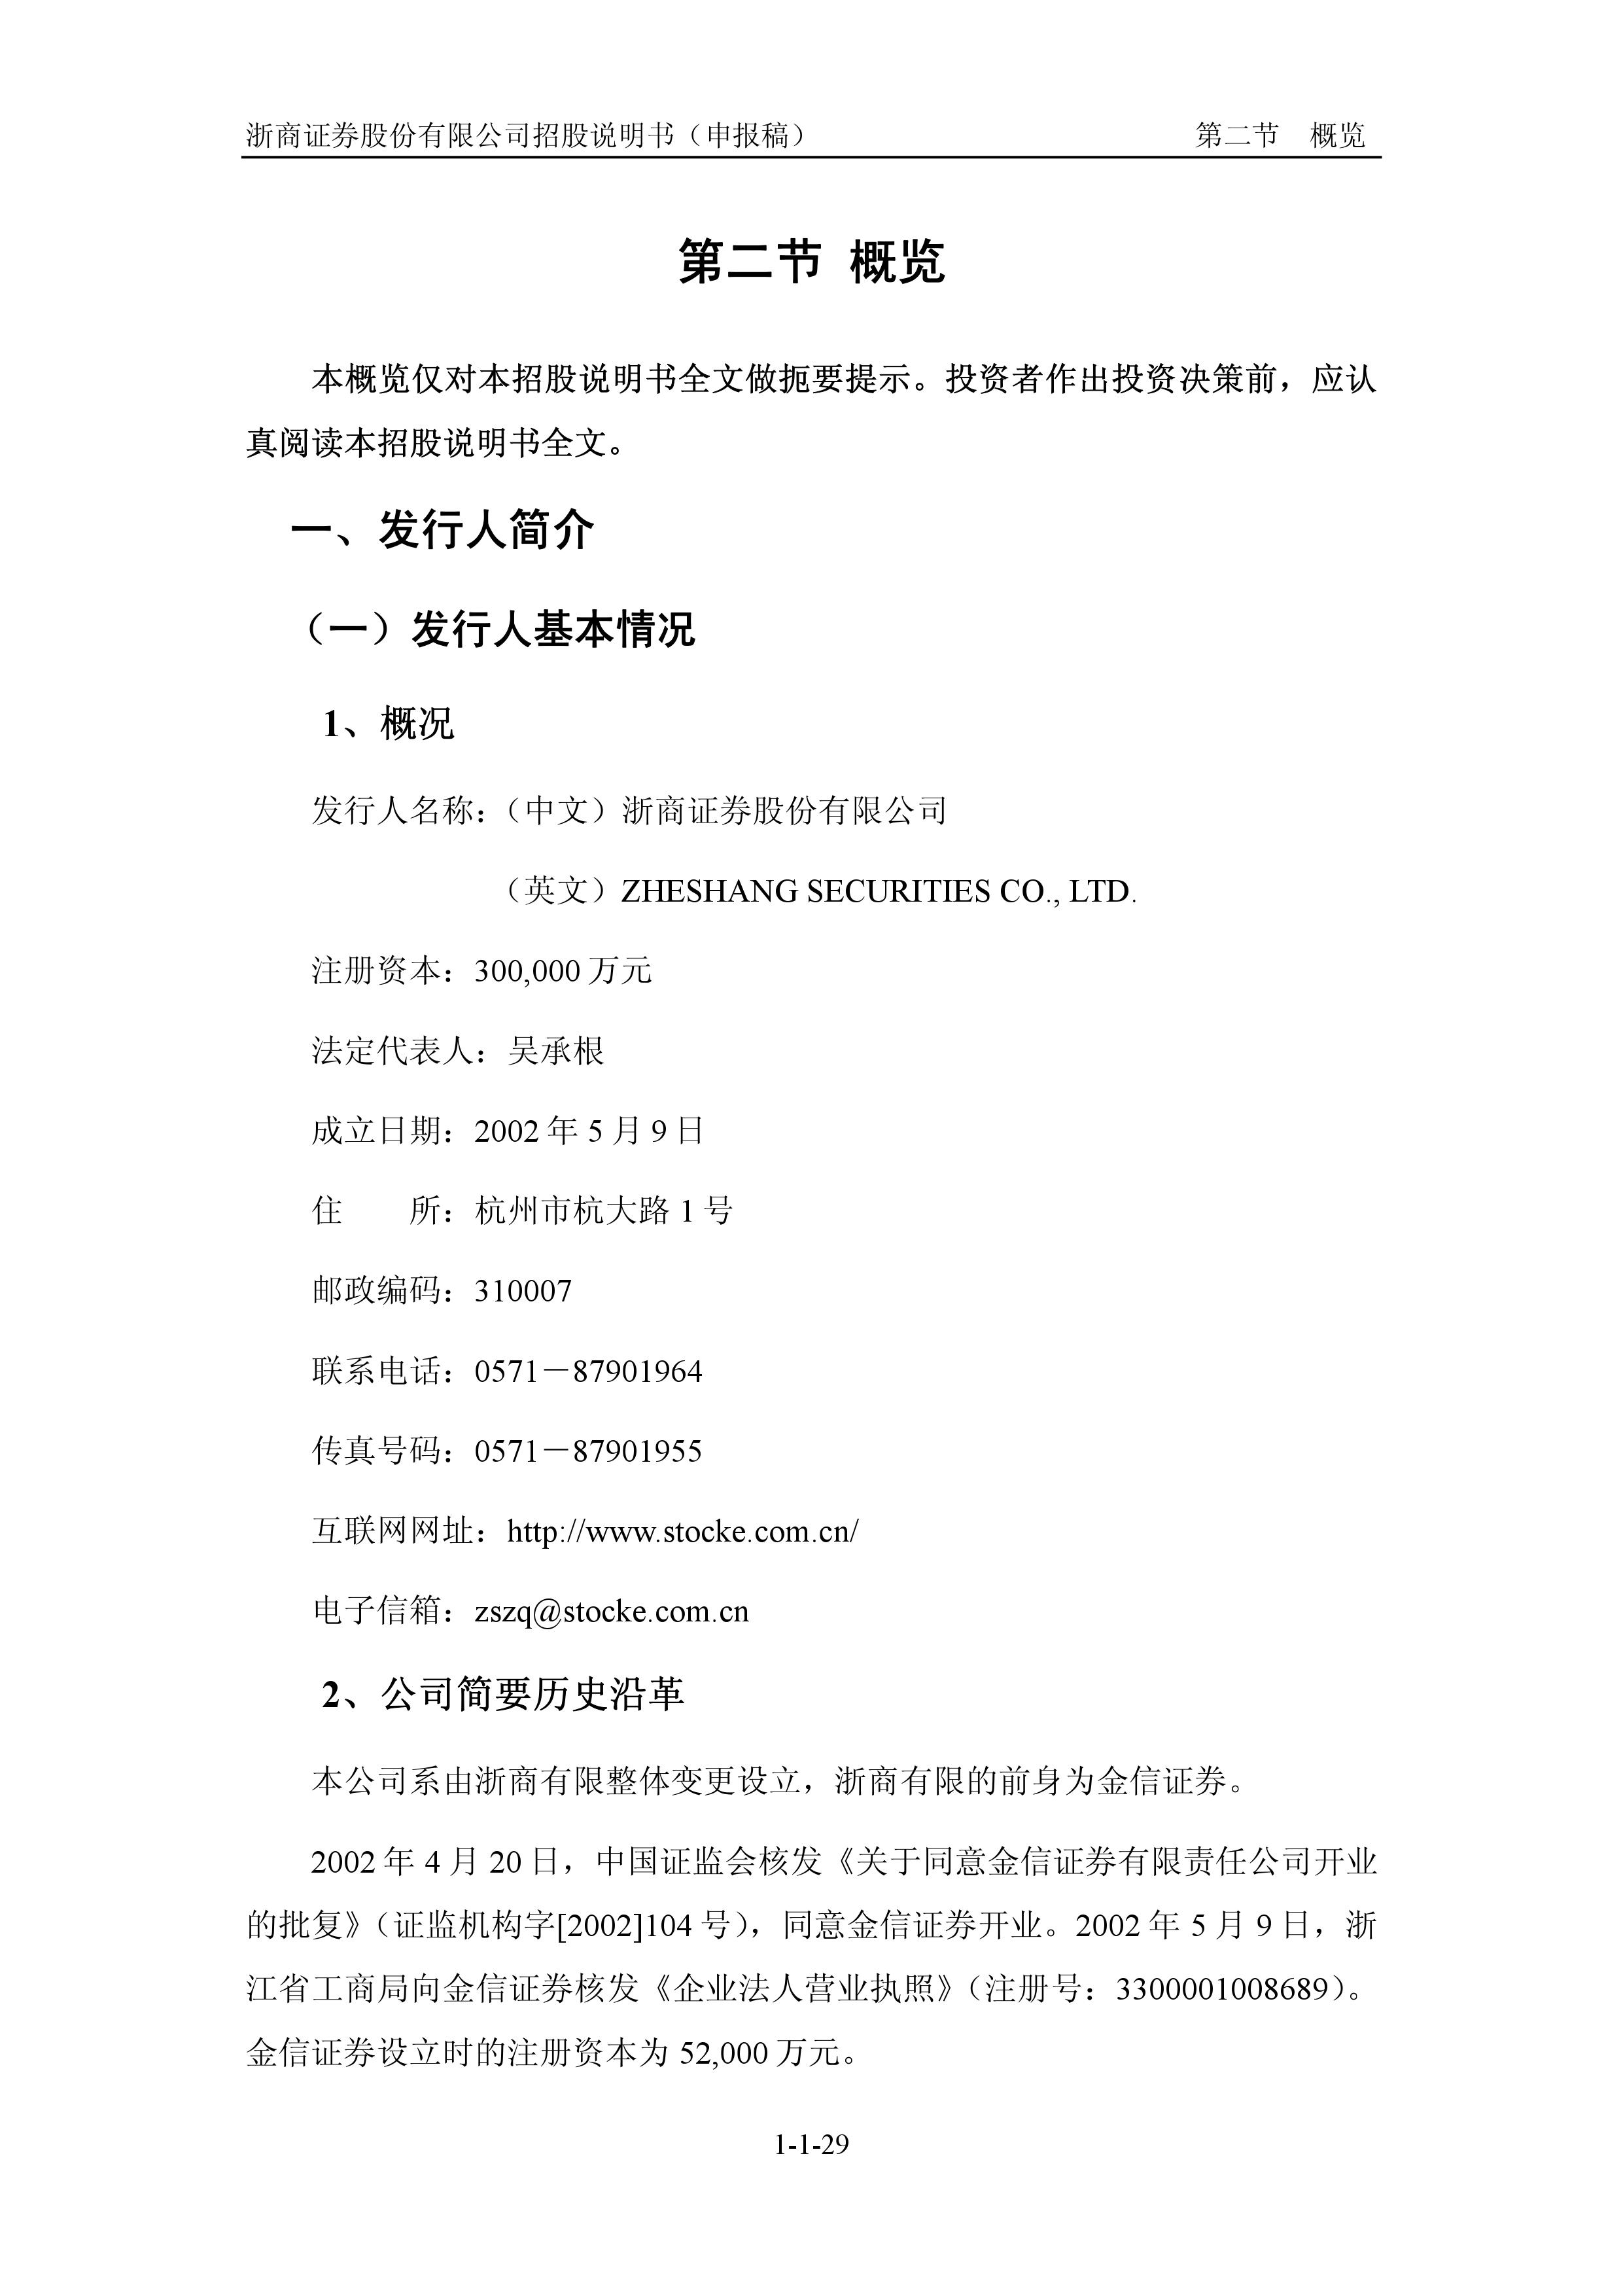 浙商证券股份有限公司招股说明书（申报稿） 第二节 概览
第二节 概览
本概览仅对本招股说明书全文做扼要提示。投资者作出投资决策前，应认
真阅读本招股说明书全文。
一、发行人简介
（一）发行人基本情况
1、概况
发行人名称：（中文）浙商证券股份有限公司
（英文）ZHESHANG SECURITIES CO., LTD.
注册资本：300,000 万元
法定代表人：吴承根
成立日期：2002 年 5 月 9 日
住 所：杭州市杭大路 1 号
邮政编码：310007
联系电话：0571－87901964
传真号码：0571－87901955
互联网网址：http://www.stocke.com.cn/
电子信箱：zszq@stocke.com.cn
2、公司简要历史沿革
本公司系由浙商有限整体变更设立，浙商有限的前身为金信证券。
2002 年 4 月 20 日，中国证监会核发《关于同意金信证券有限责任公司开业
的批复》（证监机构字[2002]104 号），同意金信证券开业。2002 年 5 月 9 日，浙
江省工商局向金信证券核发《企业法人营业执照》（注册号：3300001008689）。
金信证券设立时的注册资本为 52,000 万元。
1-1-29